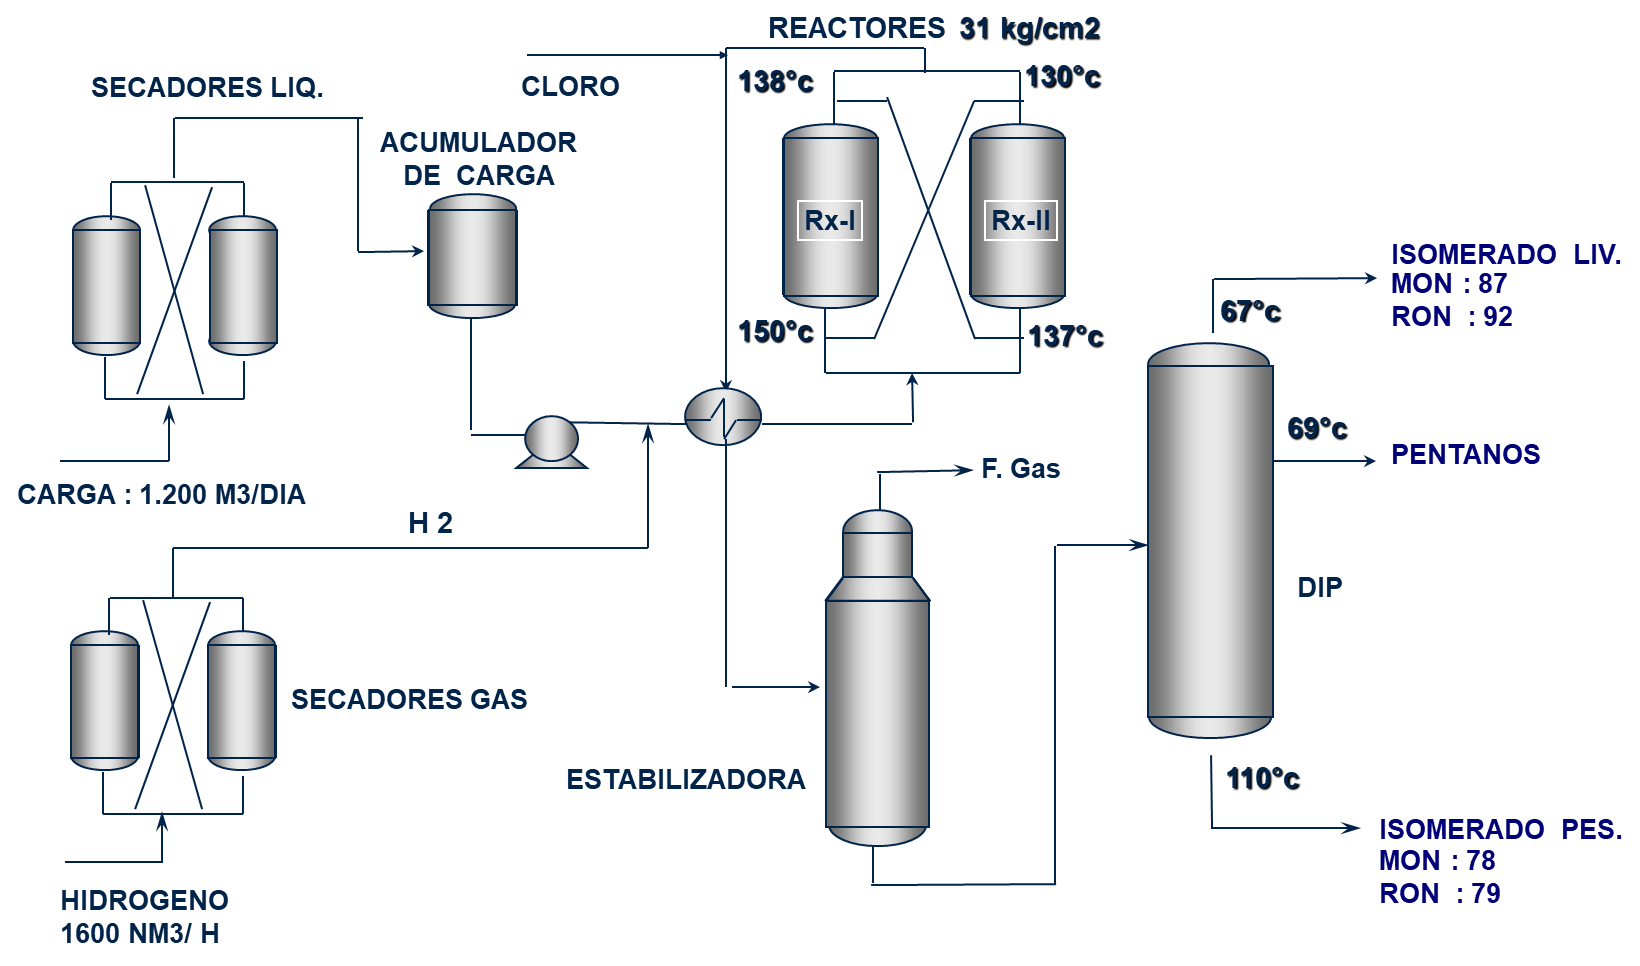 REACTORES 31 kg/cm2
138°c
130°c
SECADORES LIQ.
CLORO
ACUMULADOR
DE CARGA
Rx-I
Rx-II
150°c
137°c
ISOMERADO LIV.
MON : 87
RON : 92
67°c
69°c
PENTANOS
F. Gas
CARGA : 1.200 M3/DIA
H 2
DIP
SECADORES GAS
ESTABILIZADORA
110°c
ISOMERADO PES.
MON : 78
RON : 79
HIDROGENO
1600 NM3/ H